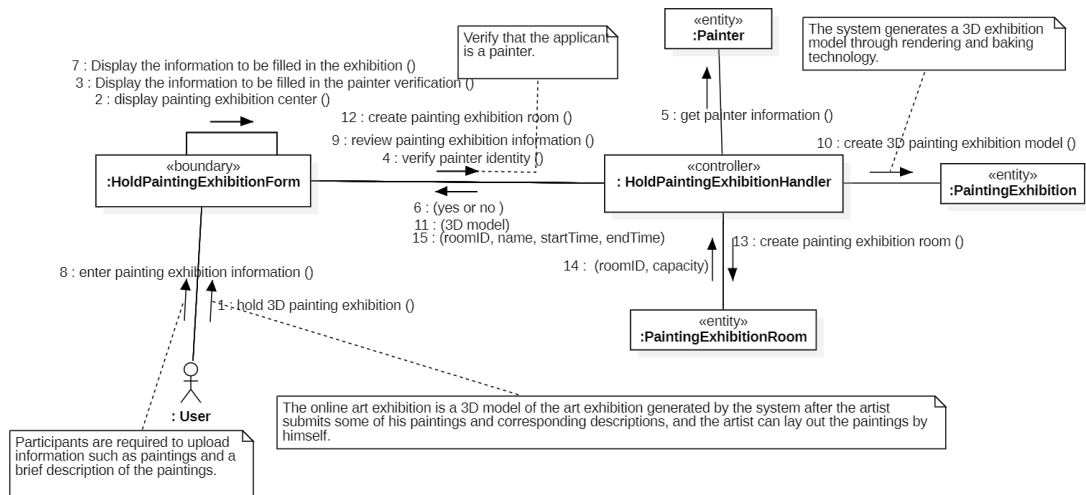 «entity»
:Painter
The system generates a 3D exhibition
model through rendering and baking
technology.
Verify that the applicant
is a painter.
7 : Display the information to be filled in the exhibition ()
3 : Display the information to be filled in the painter verification ()
2 : display painting exhibition center ()
12 : create painting exhibition room ()
9 : review painting exhibition information ()
4 : verify painter identity ()
5 : get painter information ()
10 : create 3D painting exhibition model ()
«boundary»
:HoldPaintingExhibitionForm
«controller»
: HoldPaintingExhibitionHandler
«entity»
:PaintingExhibition
6 : (yes or no )
11 : (3D model)
15 : (roomID, name, startTime, endTime)
13 : create painting exhibition room ()
14 :  (roomID, capacity)
8 : enter painting exhibition information ()
1 : hold 3D painting exhibition ()
«entity»
:PaintingExhibitionRoom
: User
The online art exhibition is a 3D model of the art exhibition generated by the system after the artist
submits some of his paintings and corresponding descriptions, and the artist can lay out the paintings by
himself.
Participants are required to upload
information such as paintings and a
brief description of the paintings.